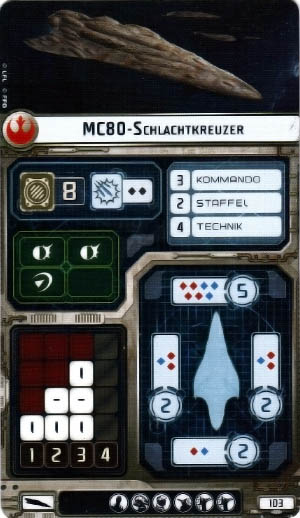 © LFL © FFG
MC80-Schlachtkreuzer
8
3 KOMMANDO
2 STAFFEL
4 TECHNIK
5
2
2
2
I
I - -
I I I -
1 2 3 4
103